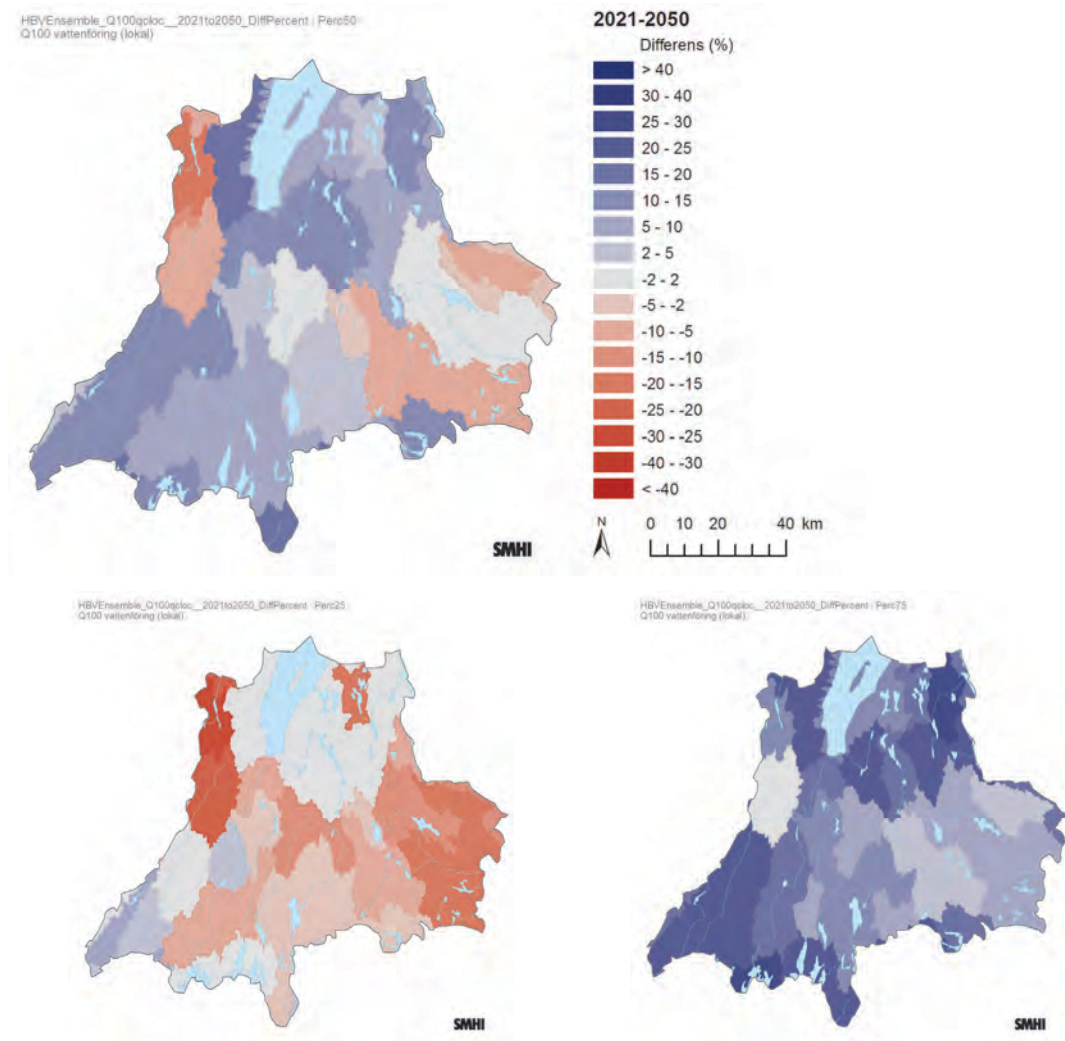 HBVEnsemble_Q100qcloc__2021to2050_DiffPercent : Perc50
Q100 vattenföring (lokal)
2021-2050
Differens (%)
> 40
30 - 40
25 - 30
20 - 25
15 - 20
10 - 15
5 - 10
2 - 5
-2 - 2
-5 - -2
-10 - -5
-15 - -10
-20 - -15
-25 - -20
-30 - -25
-40 - -30
< -40
N
0 10 20 40 km
SMHI
HBVEnsemble_Q100qcloc__2021to2050_DiffPercent : Perc25
Q100 vattenföring (lokal)
SMHI
HBVEnsemble_Q100qcloc__2021to2050_DiffPercent : Perc75
Q100 vattenföring (lokal)
SMHI